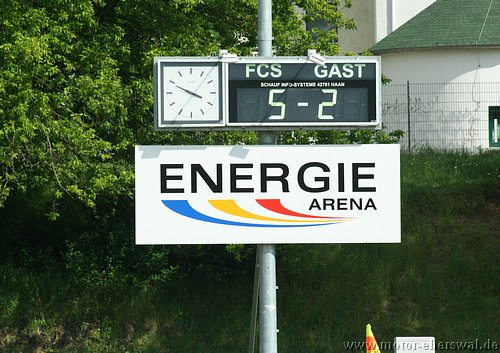 FCS GAST
SCHAUF INFO-SYSTEME 42781 HAAN
5-2
ENERGIE
ARENA
www.motor-eberswal.de